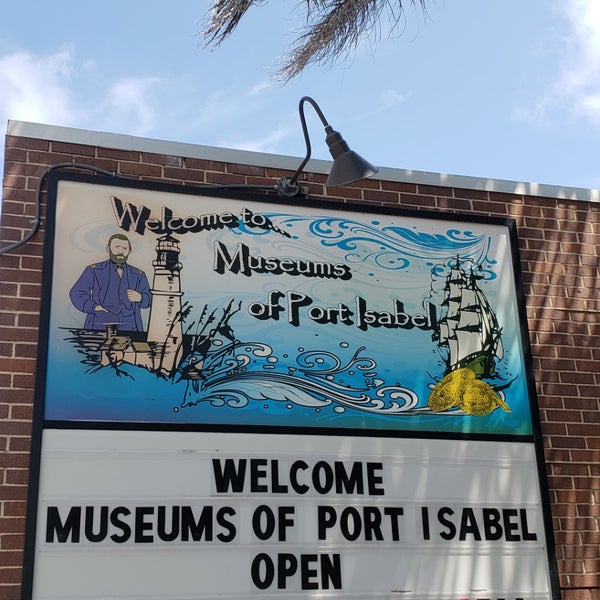 Welcome to...
Museums
of Port Isabel
WELCOME
MUSEUMS OF PORT ISABEL
OPEN